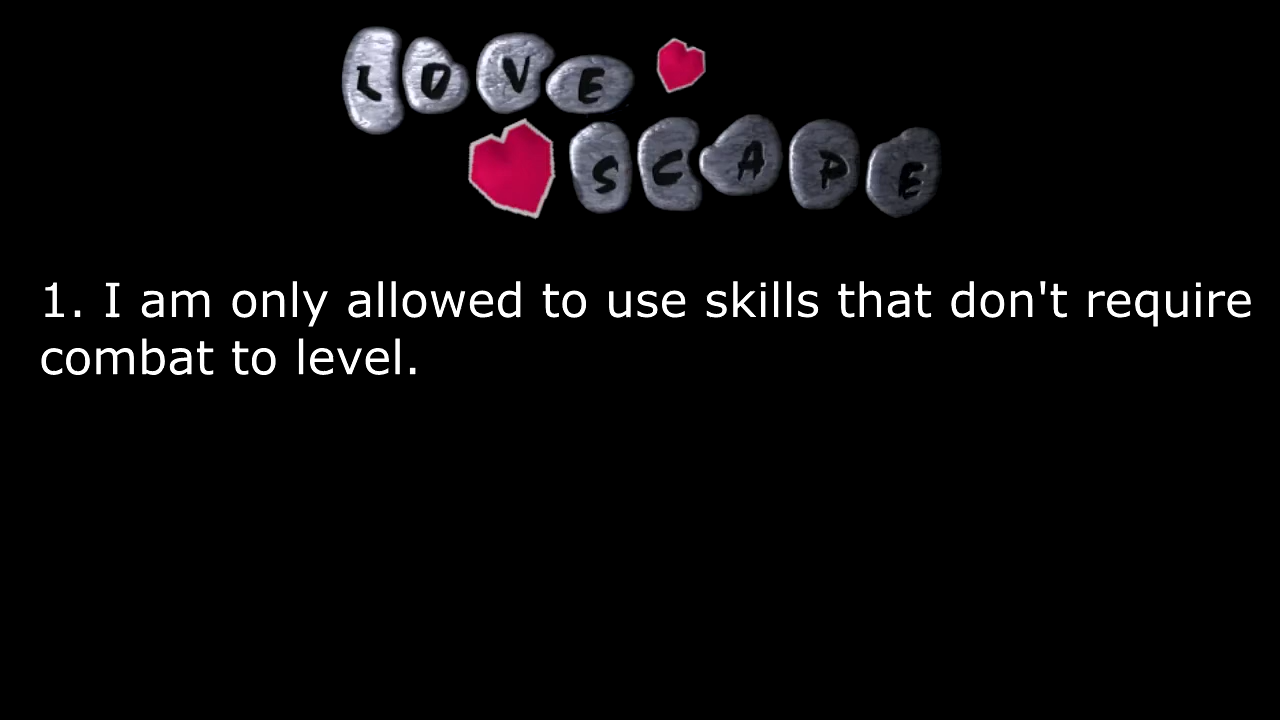 LOVE
SCAPE
1. I am only allowed to use skills that don't require
combat to level.